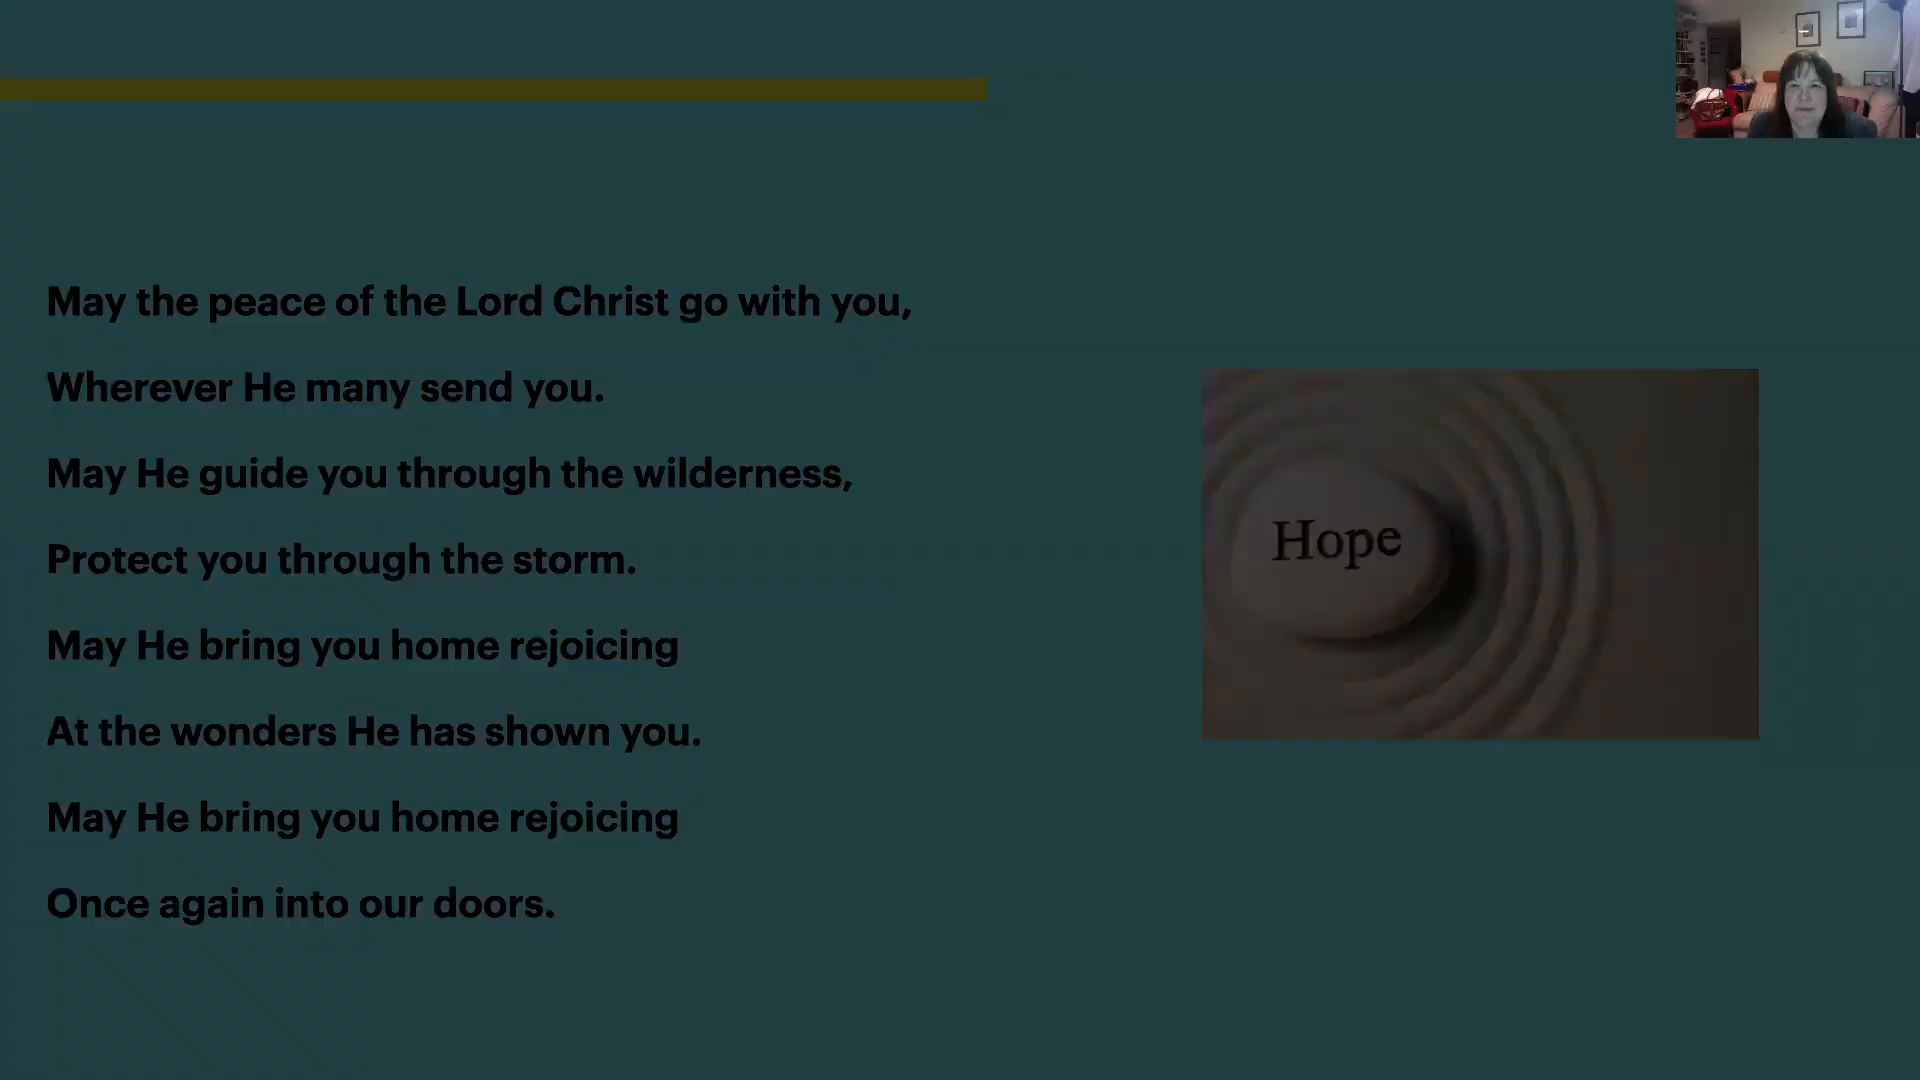 May the peace of the Lord Christ go with you,
Wherever He many send you.
May He guide you through the wilderness,
Protect you through the storm.
May He bring you home rejoicing
At the wonders He has shown you.
May He bring you home rejoicing
Once again into our doors.
Hope